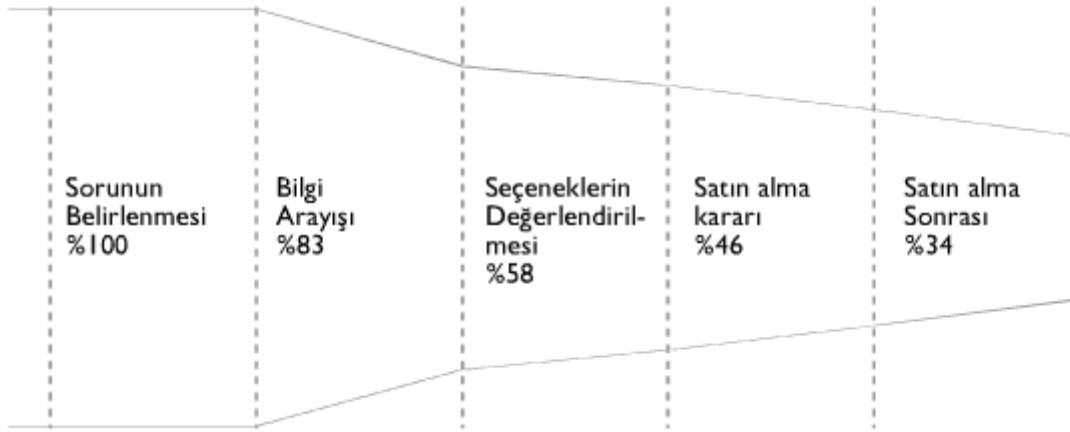 Sorunun
Belirlenmesi
%100
Bilgi
Arayışı
%83
Seçeneklerin
Değerlendiril-
mesi
%58
Satın alma
kararı
%46
Satın alma
Sonrası
%34